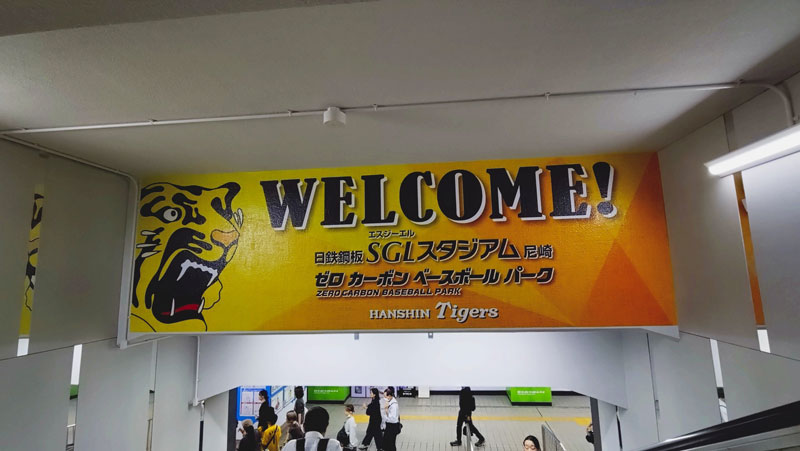 WELCOME!
エスジーエル
日鉄鋼板 SGLスタジアム 尼崎
ゼロ カーボン ベースボール パーク
ZERO CARBON BASEBALL PARK
HANSHIN Tigers